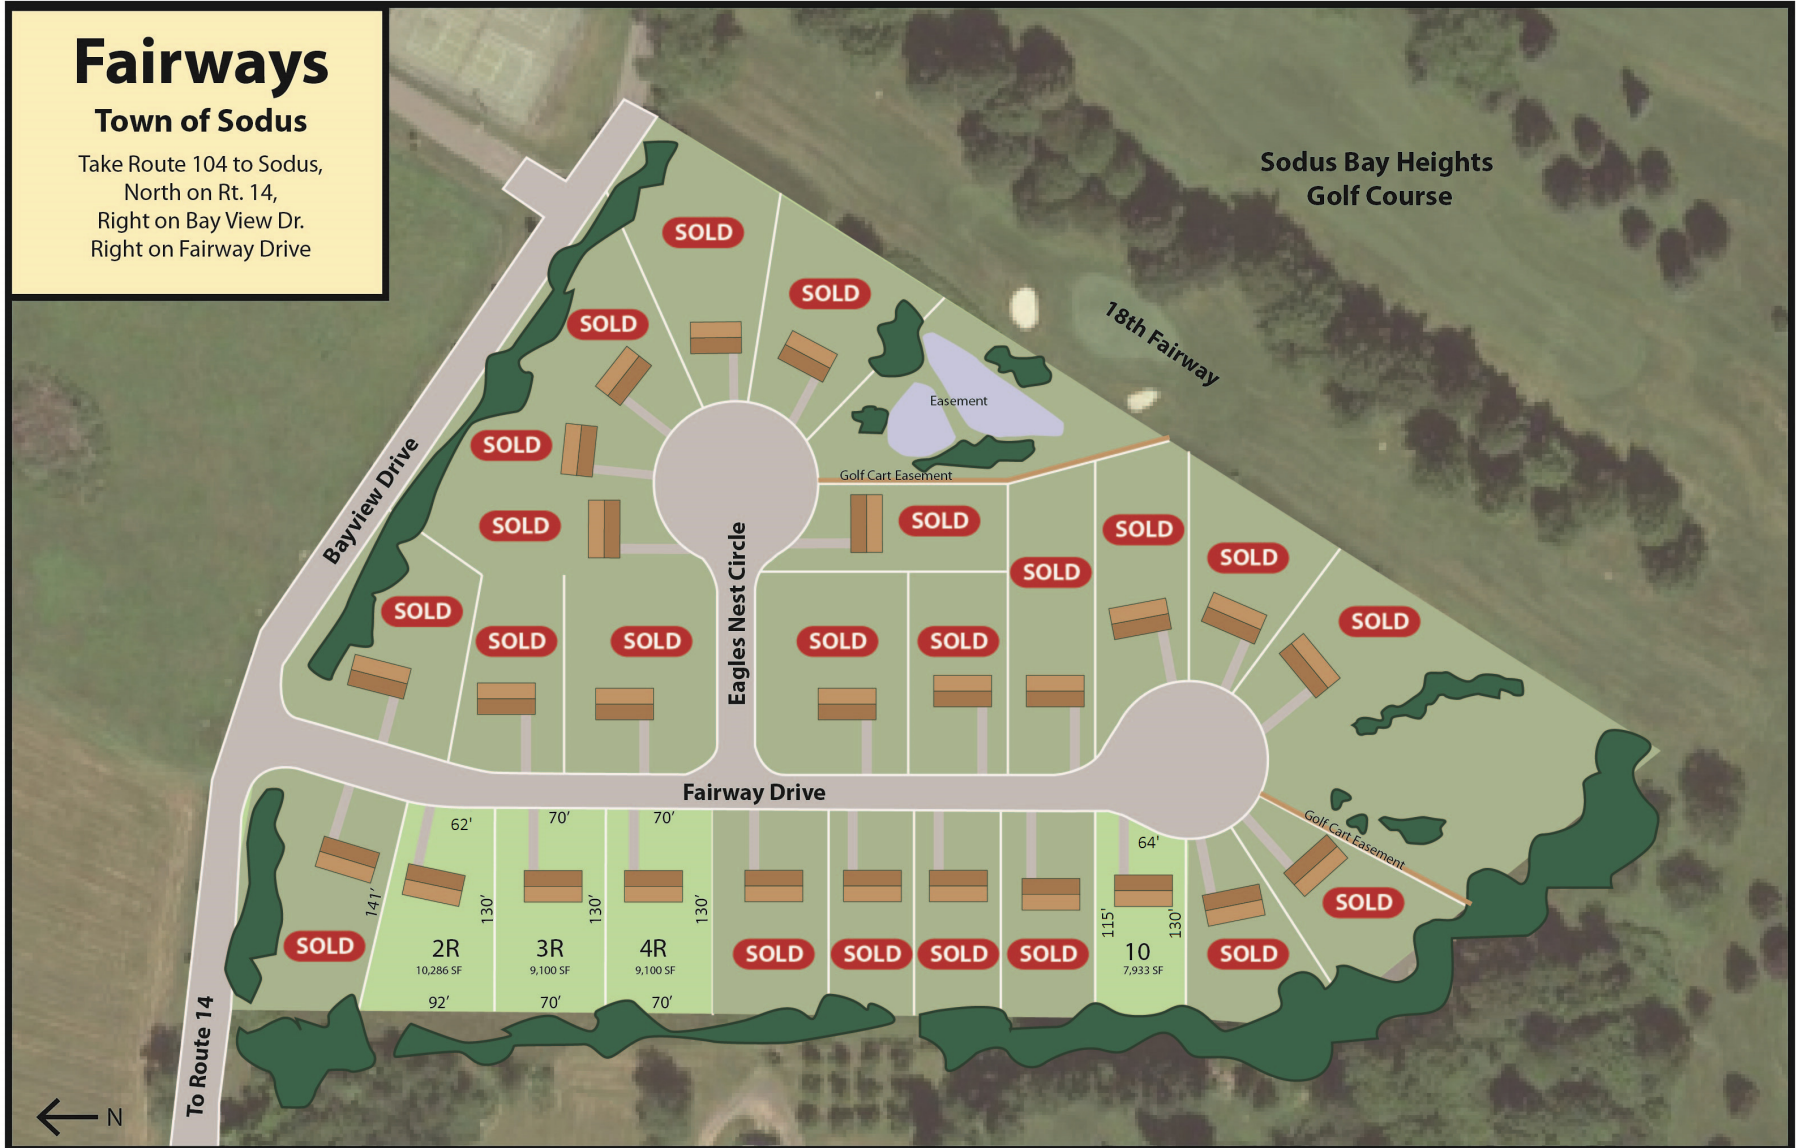 Fairways
Town of Sodus
Take Route 104 to Sodus,
North on Rt. 14,
Right on Bay View Dr.
Right on Fairway Drive
Sodus Bay Heights
Golf Course
18th Fairway
SOLD
SOLD
SOLD
Easement
Bayview Drive
SOLD
Golf Cart Easement
SOLD
SOLD
SOLD
SOLD
SOLD
SOLD
SOLD
SOLD
SOLD
Eagles Nest Circle
SOLD
SOLD
SOLD
Fairway Drive
62'
70'
70'
64'
Golf Cart Easement
141'
130'
130'
130'
115'
130'
SOLD
SOLD
2R
10,286 SF
3R
9,100 SF
4R
9,100 SF
SOLD
SOLD
SOLD
SOLD
10
7,933 SF
SOLD
92'
70'
70'
To Route 14
N